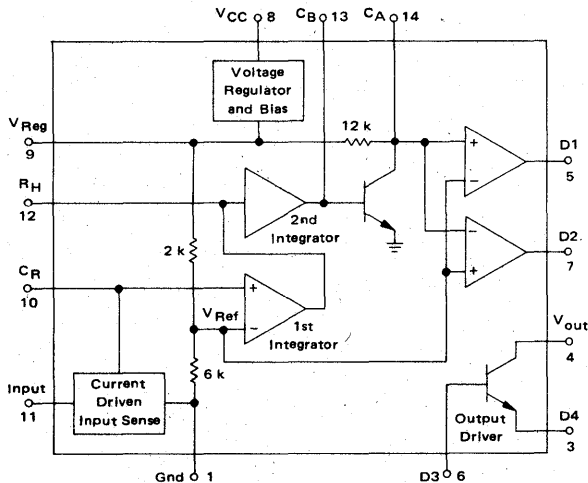 VCC
8
CB
13
CA
14
Voltage
Regulator
and Bias
VReg
9
12 k
+
−
D1
5
RH
12
2nd
Integrator
−
+
D2
7
2 k
CR
10
+
−
VRef
1st
Integrator
Vout
4
6 k
Input
11
Current
Driven
Input Sense
Output
Driver
D4
3
Gnd
1
D3
6